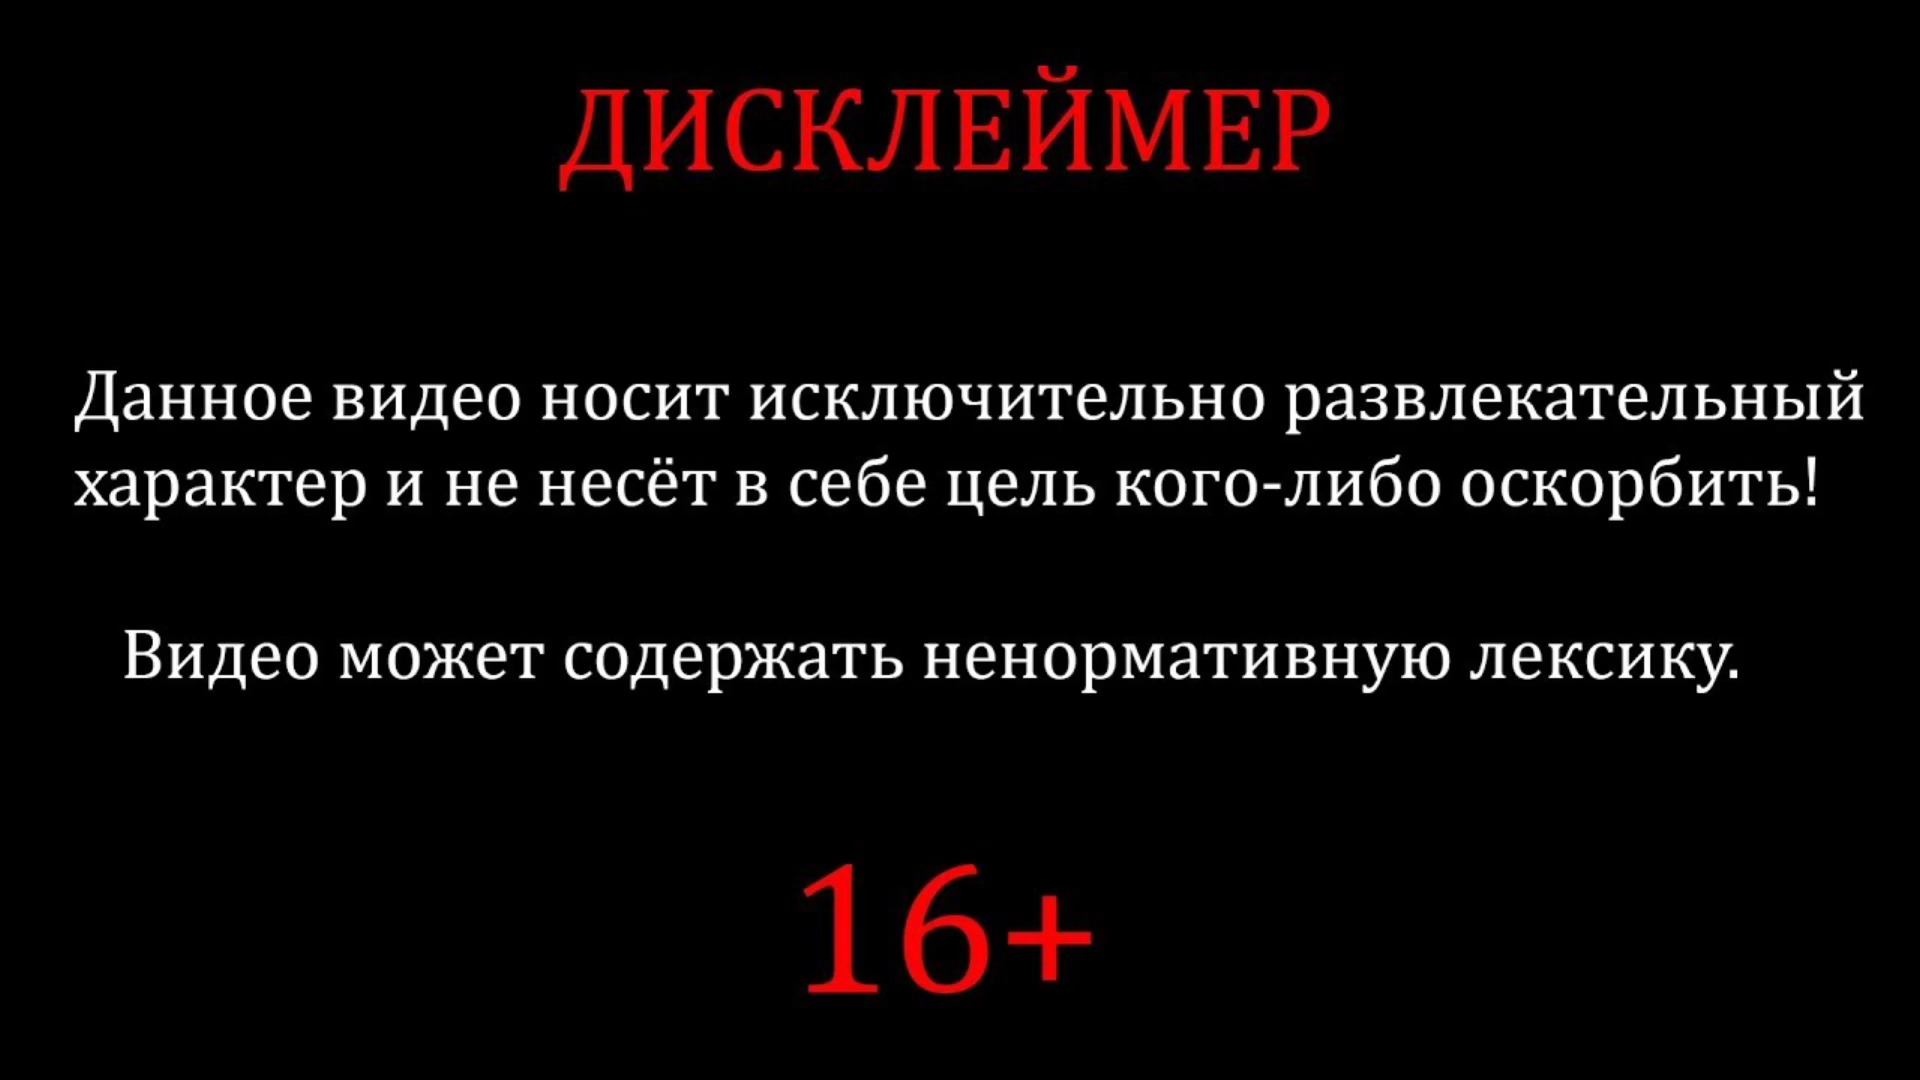 ДИСКЛЕЙМЕР
Данное видео носит исключительно развлекательный
характер и не несёт в себе цель кого-либо оскорбить!
Видео может содержать ненормативную лексику.
16+